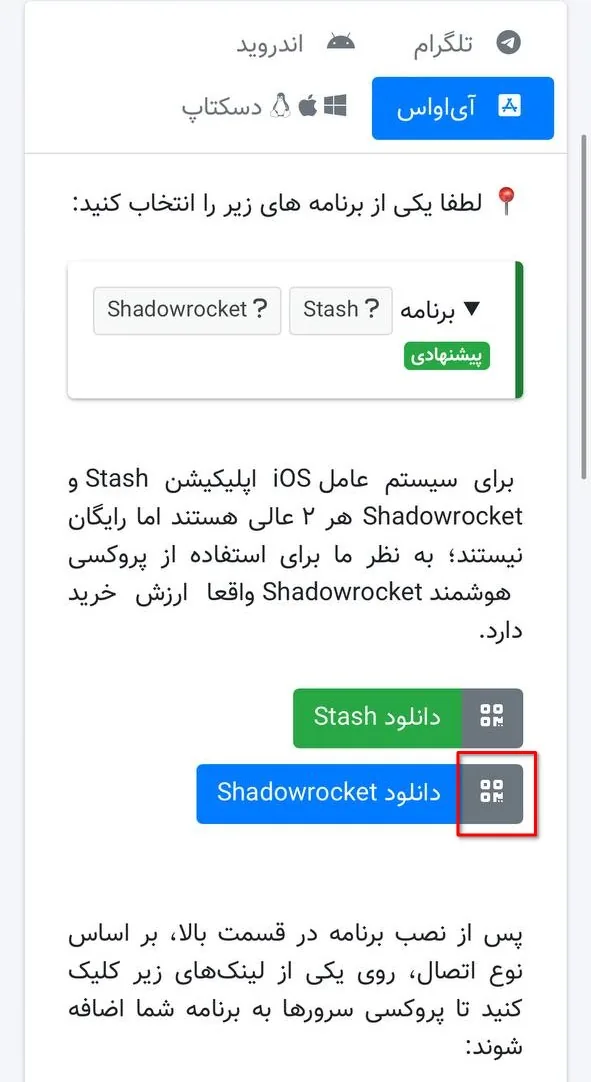 تلگرام
اندروید
آی‌اواس
دسکتاپ
لطفا یکی از برنامه های زیر را انتخاب کنید:
▼ برنامه Stash ? Shadowrocket ?
پیشنهادی
برای سیستم عامل iOS اپلیکیشن Stash و
Shadowrocket هر ۲ عالی هستند اما رایگان
نیستند؛ به نظر ما برای استفاده از پروکسی
هوشمند Shadowrocket واقعا ارزش خرید
دارد.
دانلود Stash
دانلود Shadowrocket
پس از نصب برنامه در قسمت بالا، بر اساس
نوع اتصال، روی یکی از لینک‌های زیر کلیک
کنید تا پروکسی سرورها به برنامه شما اضافه
شوند: